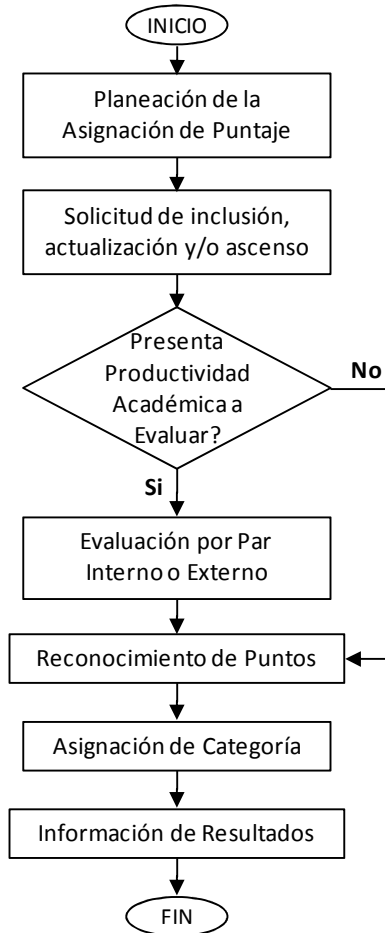 INICIO
Planeación de la
Asignación de Puntaje
Solicitud de inclusión,
actualización y/o ascenso
Presenta
Productividad
Académica a
Evaluar?
No
Si
Evaluación por Par
Interno o Externo
Reconocimiento de Puntos
Asignación de Categoría
Información de Resultados
FIN